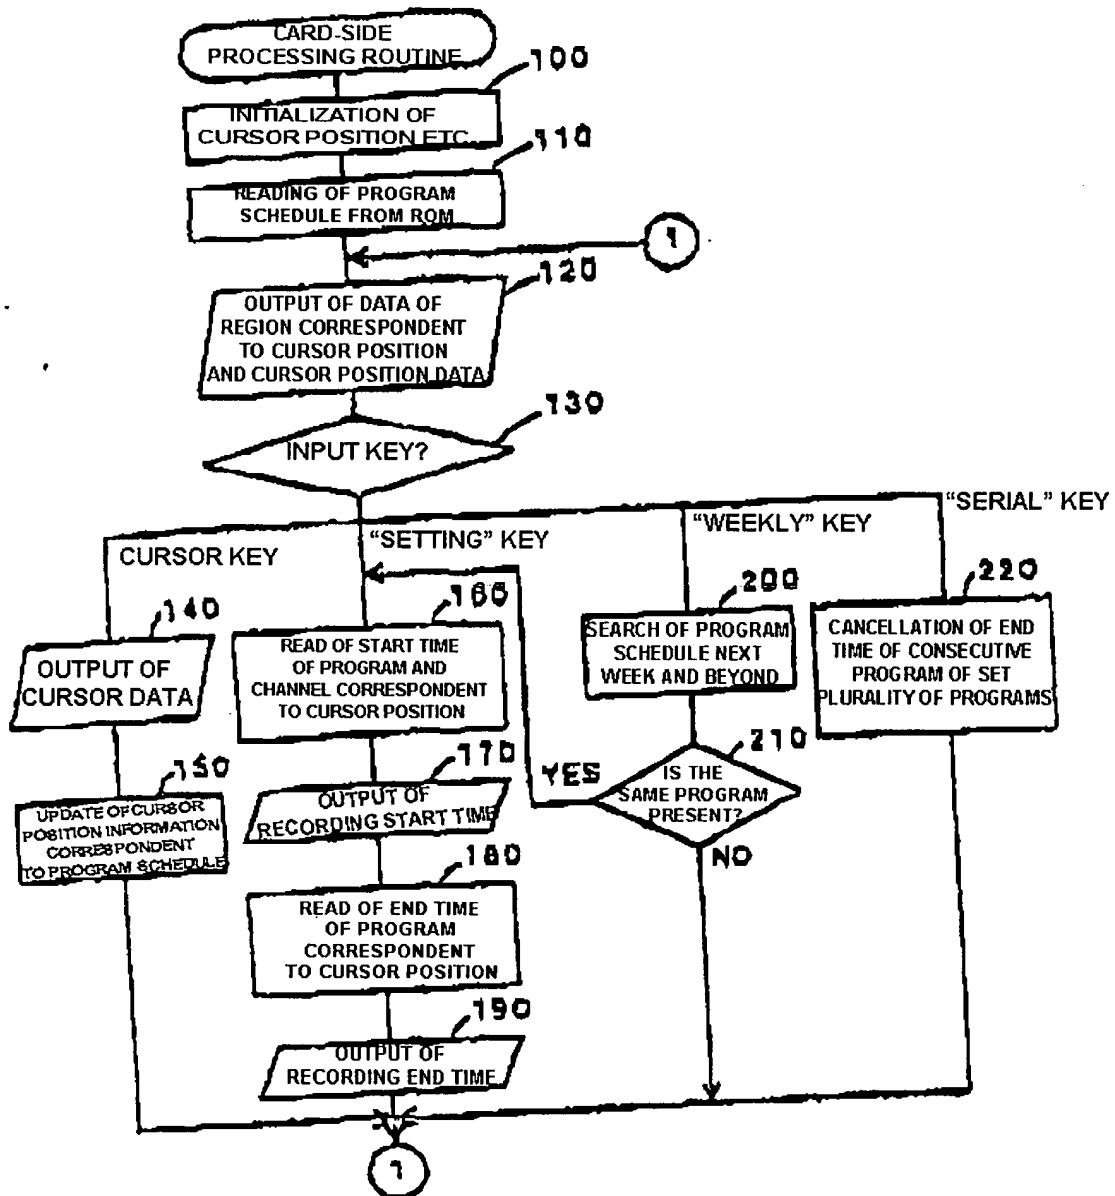 CARD-SIDE
PROCESSING ROUTINE
100
INITIALIZATION OF
CURSOR POSITION ETC.
110
READING OF PROGRAM
SCHEDULE FROM ROM
1
120
OUTPUT OF DATA OF
REGION CORRESPONDENT
TO CURSOR POSITION
AND CURSOR POSITION DATA
130
INPUT KEY?
CURSOR KEY
"SETTING" KEY
"WEEKLY" KEY
"SERIAL" KEY
140
OUTPUT OF
CURSOR DATA
150
UPDATE OF CURSOR
POSITION INFORMATION
CORRESPONDENT
TO PROGRAM SCHEDULE
160
READ OF START TIME
OF PROGRAM AND
CHANNEL CORRESPONDENT
TO CURSOR POSITION
170
OUTPUT OF
RECORDING START TIME
180
READ OF END TIME
OF PROGRAM
CORRESPONDENT
TO CURSOR POSITION
190
OUTPUT OF
RECORDING END TIME
200
SEARCH OF PROGRAM
SCHEDULE NEXT
WEEK AND BEYOND
210
IS THE
SAME PROGRAM
PRESENT?
YES
NO
220
CANCELLATION OF END
TIME OF CONSECUTIVE
PROGRAM OF SET
PLURALITY OF PROGRAMS
1